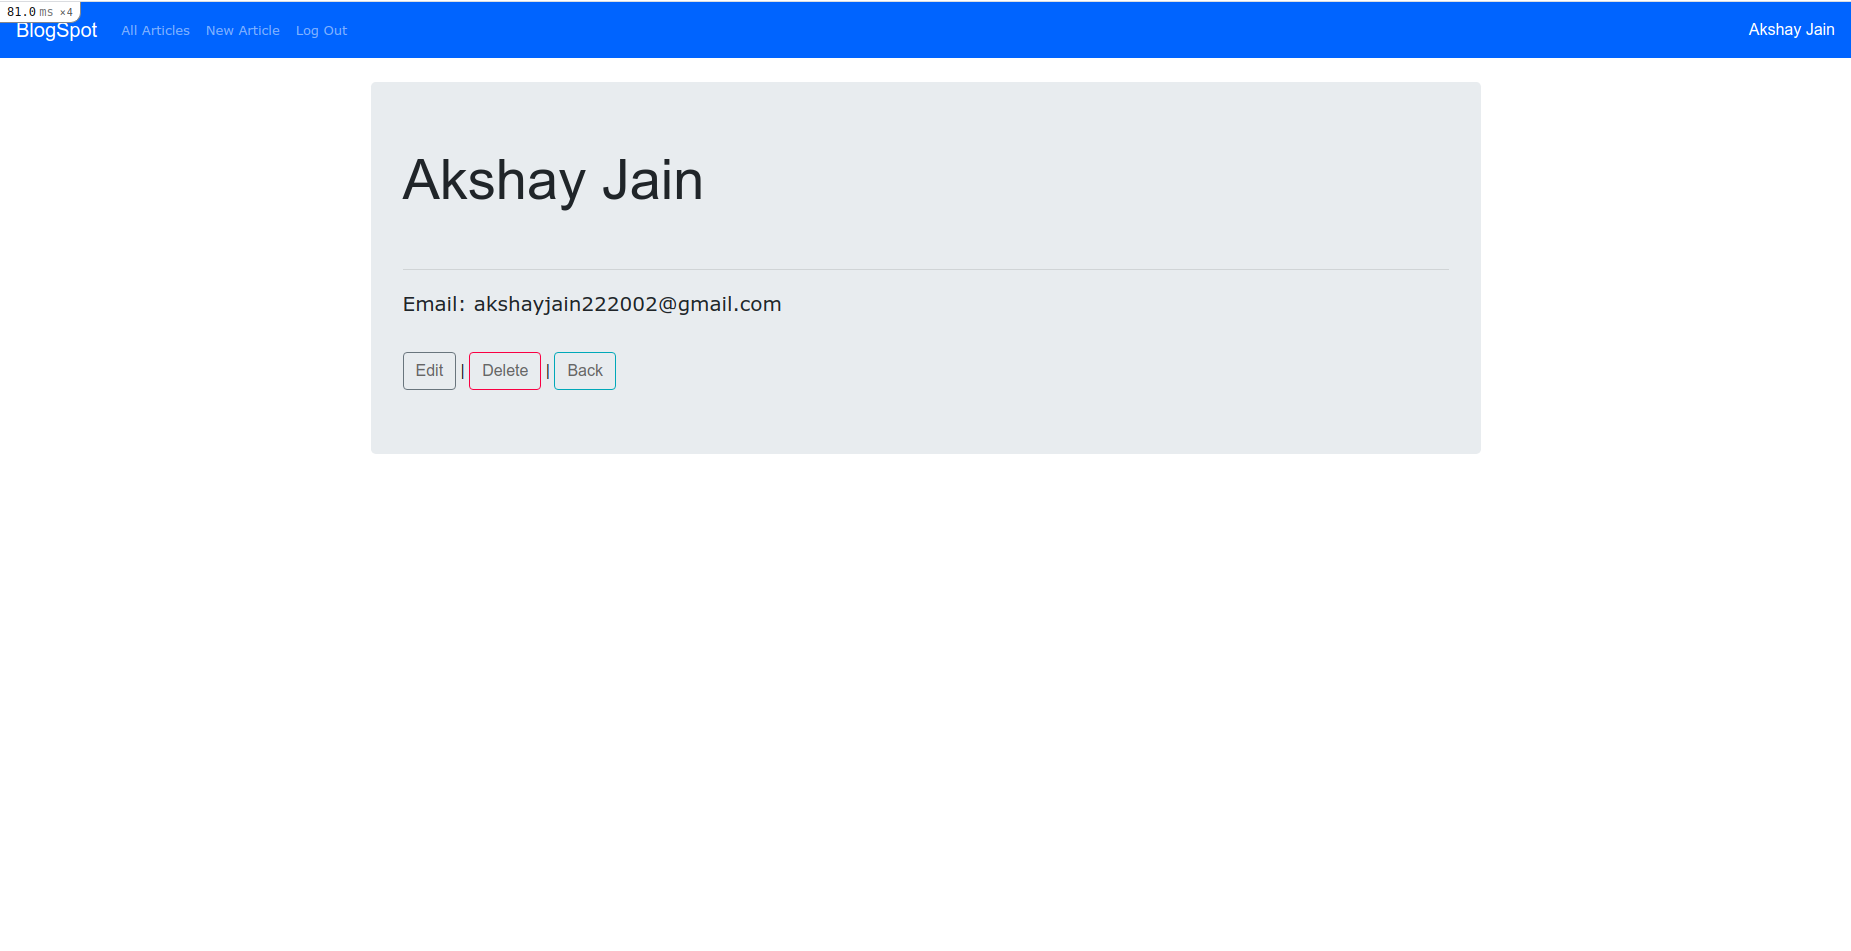 81.0 ms ×4
BlogSpot All Articles New Article Log Out Akshay Jain
Akshay Jain
Email: akshayjain222002@gmail.com
Edit | Delete | Back